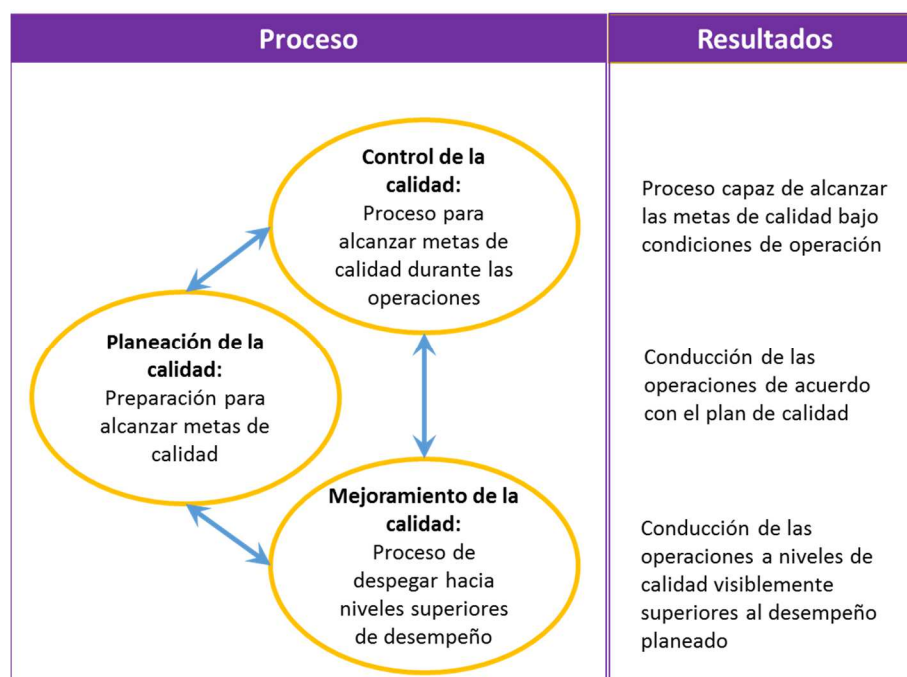 Proceso
Resultados
Control de la
calidad:
Proceso para
alcanzar metas de
calidad durante las
operaciones
Proceso capaz de alcanzar
las metas de calidad bajo
condiciones de operación
Planeación de la
calidad:
Preparación para
alcanzar metas de
calidad
Conducción de las
operaciones de acuerdo
con el plan de calidad
Mejoramiento de la
calidad:
Proceso de
despegar hacia
niveles superiores
de desempeño
Conducción de las
operaciones a niveles de
calidad visiblemente
superiores al desempeño
planeado